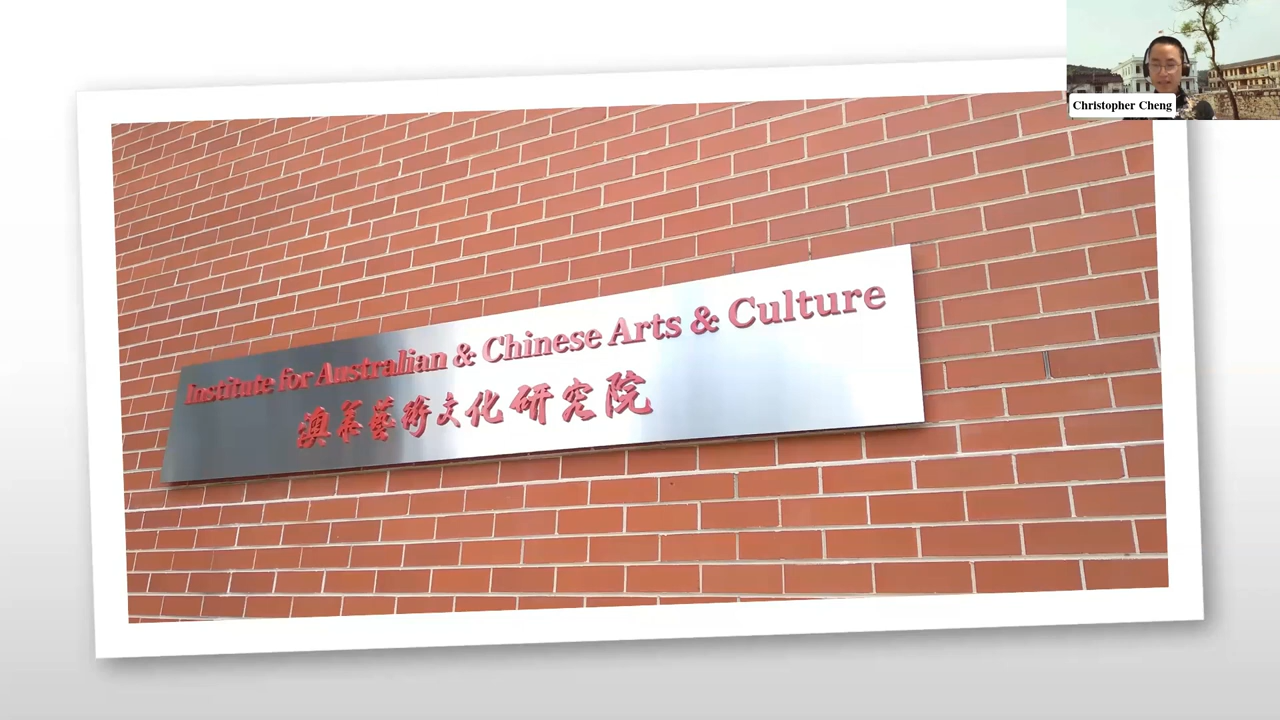 Christopher Cheng
Institute for Australian & Chinese Arts & Culture
澳華藝術文化研究院